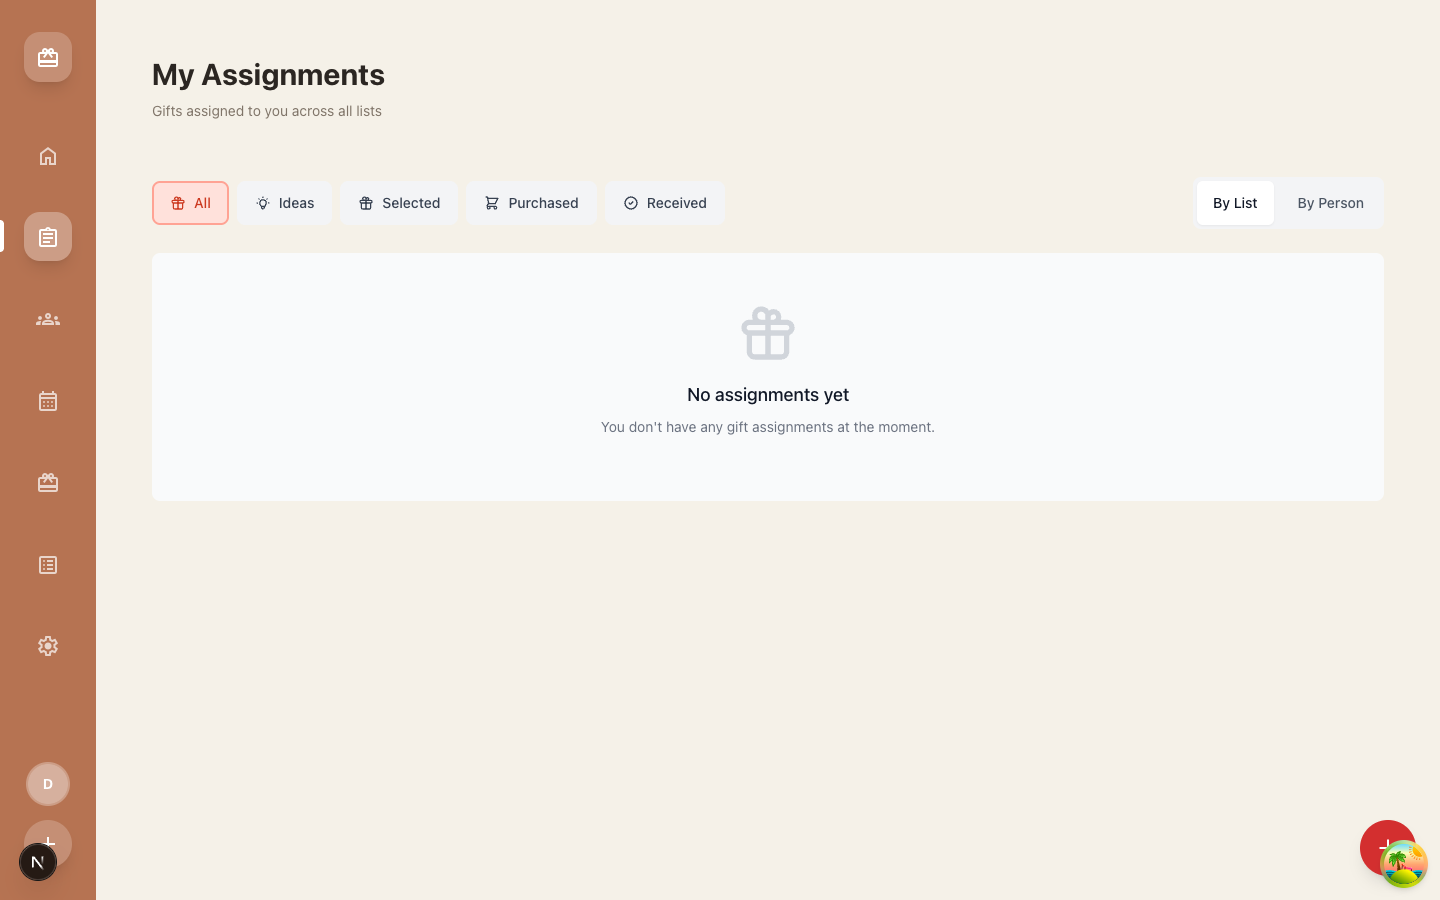 My Assignments
Gifts assigned to you across all lists
All
Ideas
Selected
Purchased
Received
By List
By Person
No assignments yet
You don't have any gift assignments at the moment.
D
N